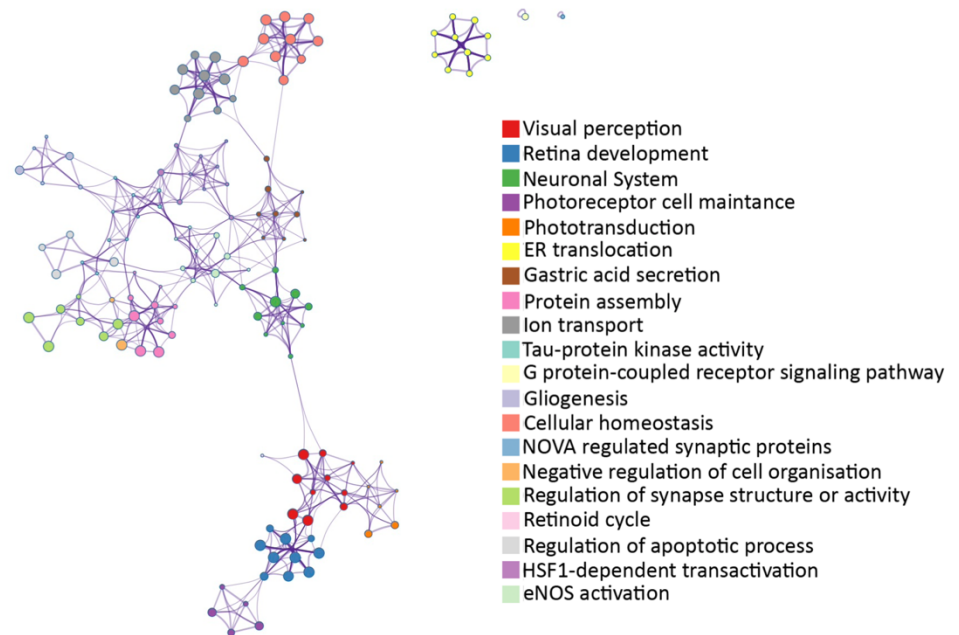 Visual perception
Retina development
Neuronal System
Photoreceptor cell maintance
Phototransduction
ER translocation
Gastric acid secretion
Protein assembly
Ion transport
Tau-protein kinase activity
G protein-coupled receptor signaling pathway
Gliogenesis
Cellular homeostasis
NOVA regulated synaptic proteins
Negative regulation of cell organisation
Regulation of synapse structure or activity
Retinoid cycle
Regulation of apoptotic process
HSF1-dependent transactivation
eNOS activation